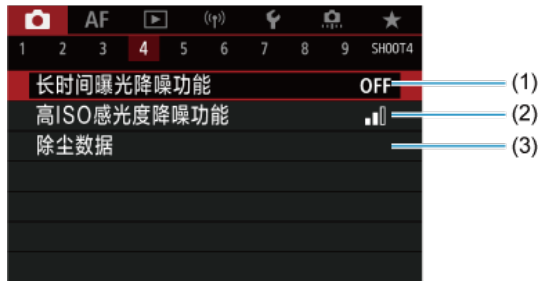 AF
1 2 3 4 5 6 7 8 9 SHOOT4
长时间曝光降噪功能 OFF (1)
高ISO感光度降噪功能 (2)
除尘数据 (3)